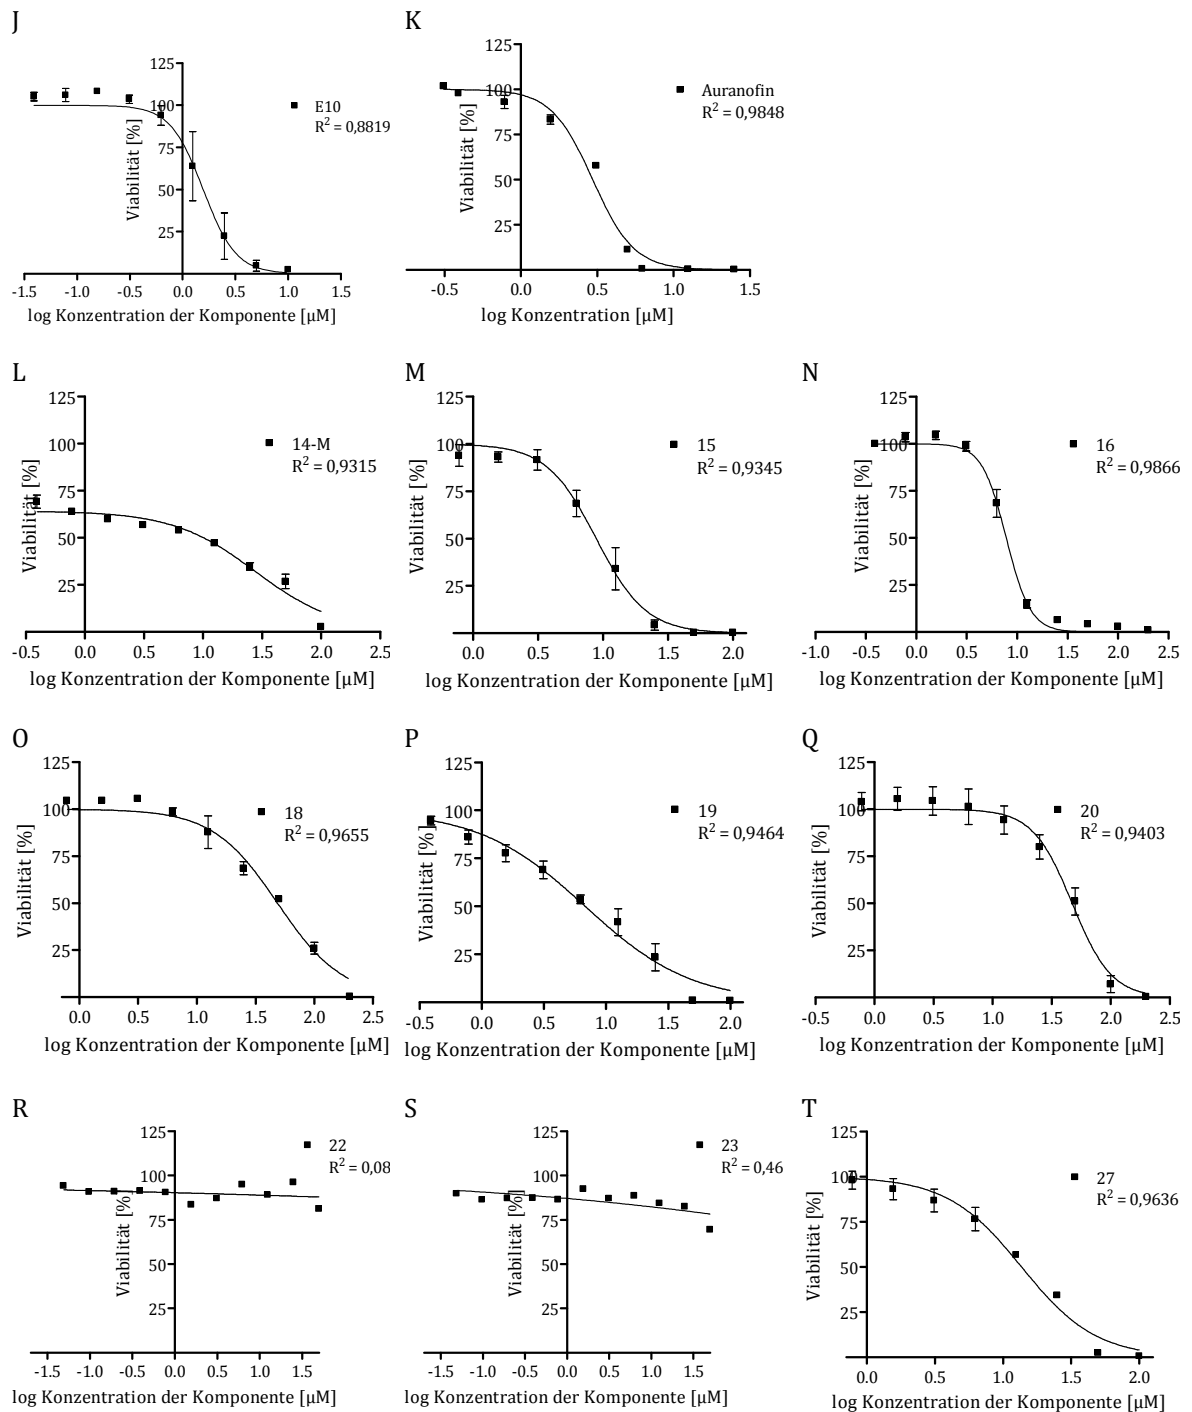 J
125
100
75
50
25
Viabilität [%]
E10
R² = 0,8819
-1.5 -1.0 -0.5 0.0 0.5 1.0 1.5
log Konzentration der Komponente [µM]
K
125
100
75
50
25
Viabilität [%]
Auranofin
R² = 0,9848
-0.5 0.0 0.5 1.0 1.5
log Konzentration [µM]
L
125
100
75
50
25
Viabilität [%]
14-M
R² = 0,9315
-0.5 0.0 0.5 1.0 1.5 2.0 2.5
log Konzentration der Komponente [µM]
M
125
100
75
50
25
Viabilität [%]
15
R² = 0,9345
0.0 0.5 1.0 1.5 2.0
log Konzentration der Komponente [µM]
N
125
100
75
50
25
Viabilität [%]
16
R² = 0,9866
-1.0 -0.5 0.0 0.5 1.0 1.5 2.0 2.5
log Konzentration der Komponente [µM]
O
125
100
75
50
25
Viabilität [%]
18
R² = 0,9655
0.0 0.5 1.0 1.5 2.0 2.5
log Konzentration der Komponente [µM]
P
125
100
75
50
25
Viabilität [%]
19
R² = 0,9464
-0.5 0.0 0.5 1.0 1.5 2.0
log Konzentration der Komponente [µM]
Q
125
100
75
50
25
Viabilität [%]
20
R² = 0,9403
-0.5 0.0 0.5 1.0 1.5 2.0 2.5
log Konzentration der Komponente [µM]
R
125
100
75
50
25
Viabilität [%]
22
R² = 0,08
-1.5 -1.0 -0.5 0.0 0.5 1.0 1.5
log Konzentration der Komponente [µM]
S
125
100
75
50
25
Viabilität [%]
23
R² = 0,46
-1.5 -1.0 -0.5 0.0 0.5 1.0 1.5
log Konzentration der Komponente [µM]
T
125
100
75
50
25
Viabilität [%]
27
R² = 0,9636
0.0 0.5 1.0 1.5 2.0
log Konzentration der Komponente [µM]